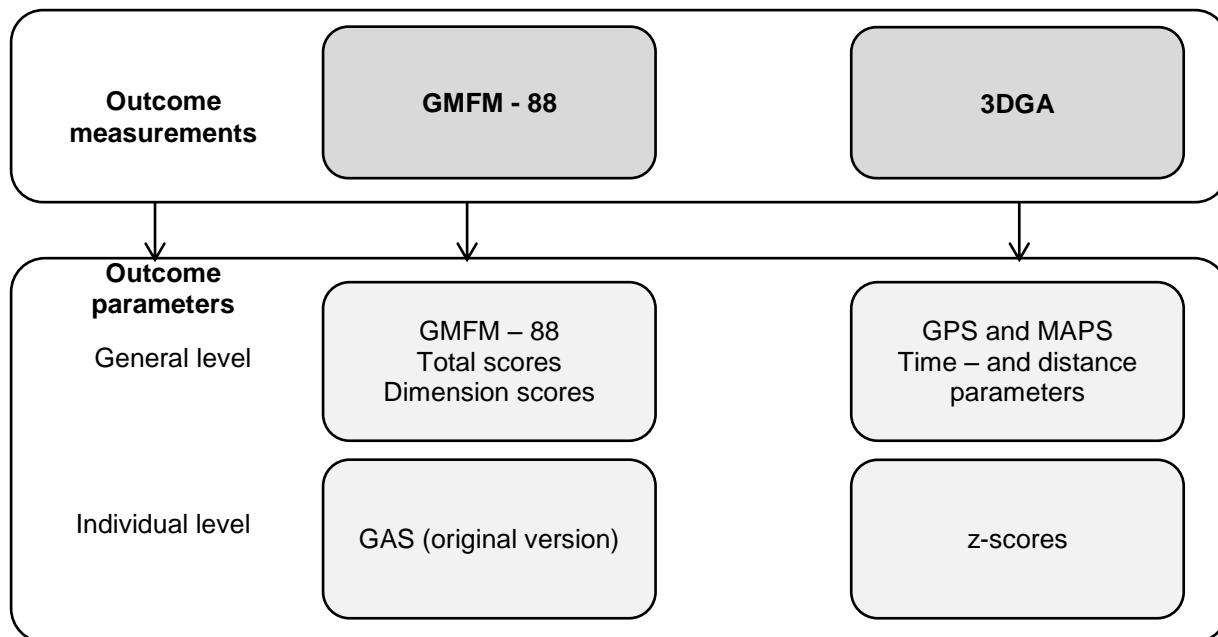 Outcome
measurements
GMFM - 88
3DGA
Outcome
parameters
General level
GMFM – 88
Total scores
Dimension scores
GPS and MAPS
Time – and distance
parameters
Individual level
GAS (original version)
z-scores